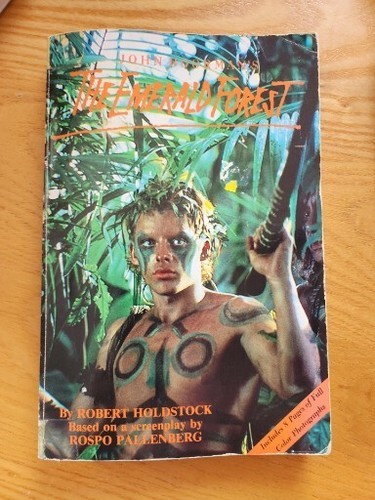 JOHN BOORMAN'S
THE EMERALD FOREST
By ROBERT HOLDSTOCK
Based on a screenplay by
ROSPO PALLENBERG
Includes 8 Pages of Full
Color Photographs